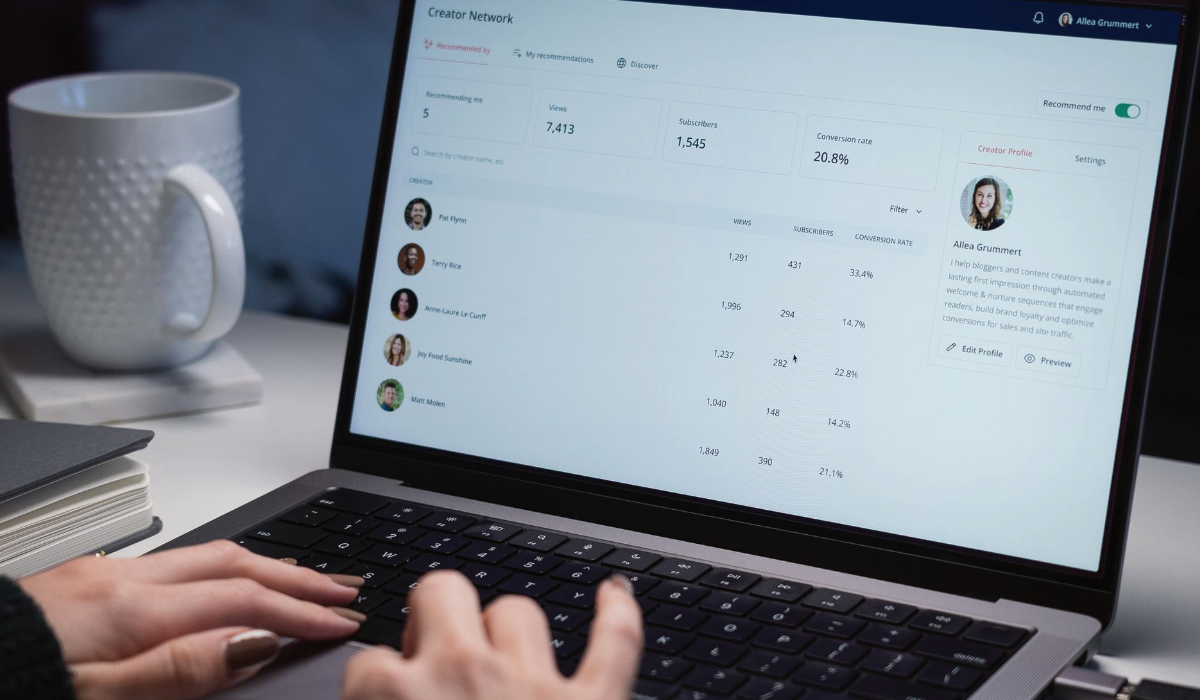 Creator Network
Allea Grummert
Recommended by
My recommendations
Discover
Recommend me
Recommending me
5
Views
7,413
Subscribers
1,545
Conversion rate
20.8%
Search by creator name, etc
Filter
CREATOR
VIEWS
SUBSCRIBERS
CONVERSION RATE
Pat Flynn
1,291
431
33.4%
Terry Rice
1,996
294
14.7%
Anne-Laure Le Cunff
1,237
282
22.8%
Joy Food Sunshine
1,040
148
14.2%
Matt Molen
1,849
390
21.1%
Creator Profile
Settings
Allea Grummert
I help bloggers and content creators make a
lasting first impression through automated
welcome & nurture sequences that engage
readers, build brand loyalty and optimize
conversions for sales and site traffic.
Edit Profile
Preview
esc
tab
Q
W
E
R
T
Y
A
S
H
N
K
L
O
P
delete